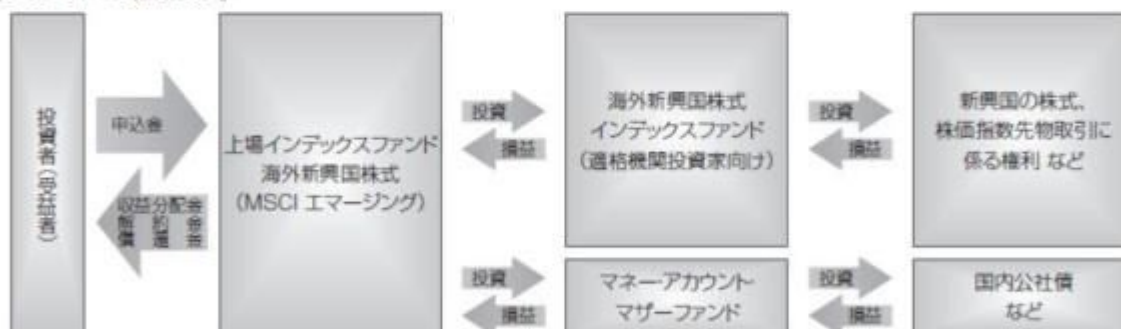 投資者(受益者)
申込金
収益分配金
解約金
償還金
上場インデックスファンド
海外新興国株式
(MSCI エマージング)
投資
損益
海外新興国株式
インデックスファンド
(適格機関投資家向け)
投資
損益
新興国の株式、
株価指数先物取引に
係る権利 など
投資
損益
マネー・アカウント・
マザーファンド
投資
損益
国内公社債
など